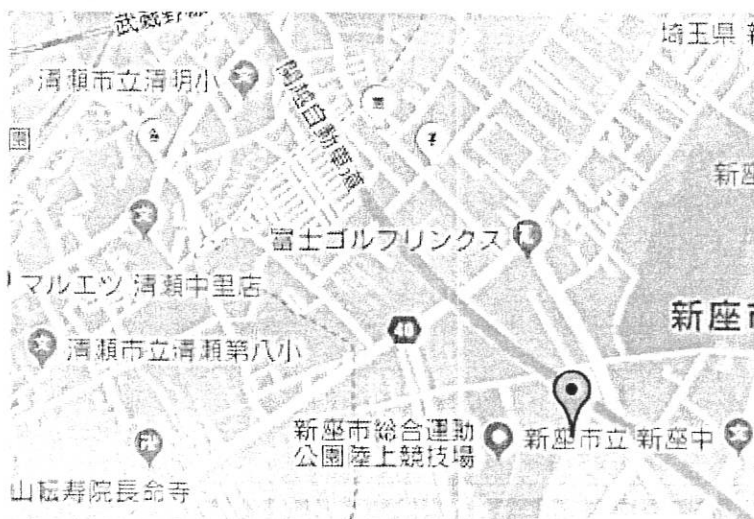 武蔵野線
埼玉県 新
清瀬市立清明小
関越自動車道
園
新座
富士ゴルフリンクス
マルエツ 清瀬中里店
新座市
清瀬市立清瀬第八小
40
新座市総合運動
公園陸上競技場
新座市立 新座中
山転寿院長命寺